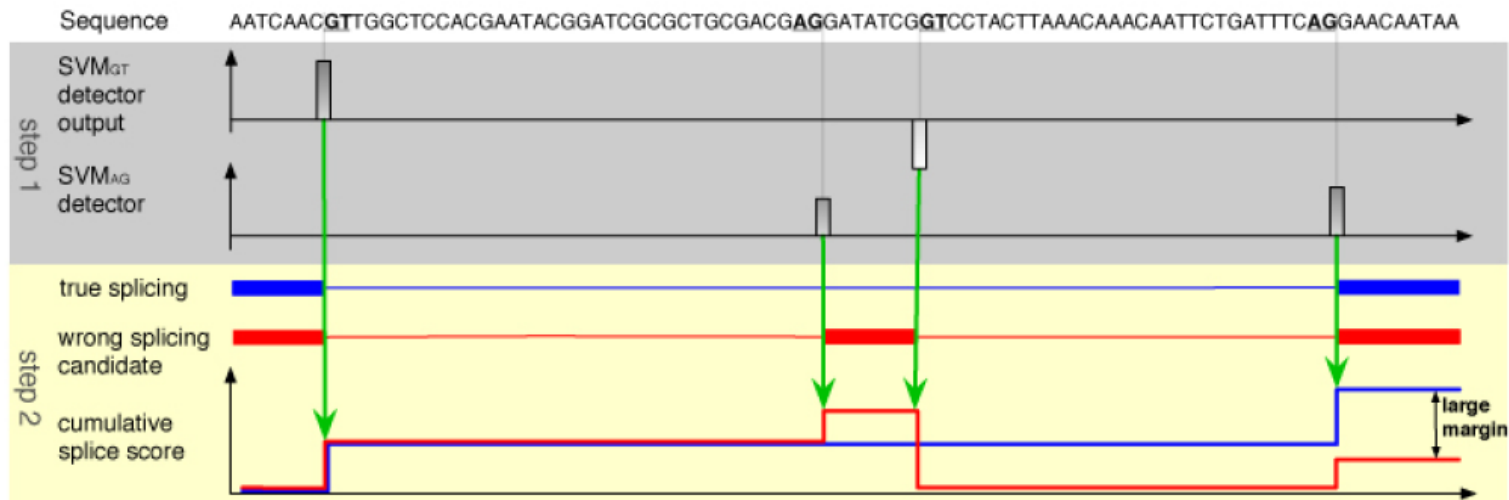 Sequence AATCAACGTTGGCTCCACGAATACGGATCGCGCTGCGACGAGGATATCGGTCCTACTTAAACAAACAATTCTGATTTCAGGAACAATAA
step 1
SVMGT
detector
output
SVMAG
detector
step 2
true splicing
wrong splicing
candidate
cumulative
splice score
large
margin